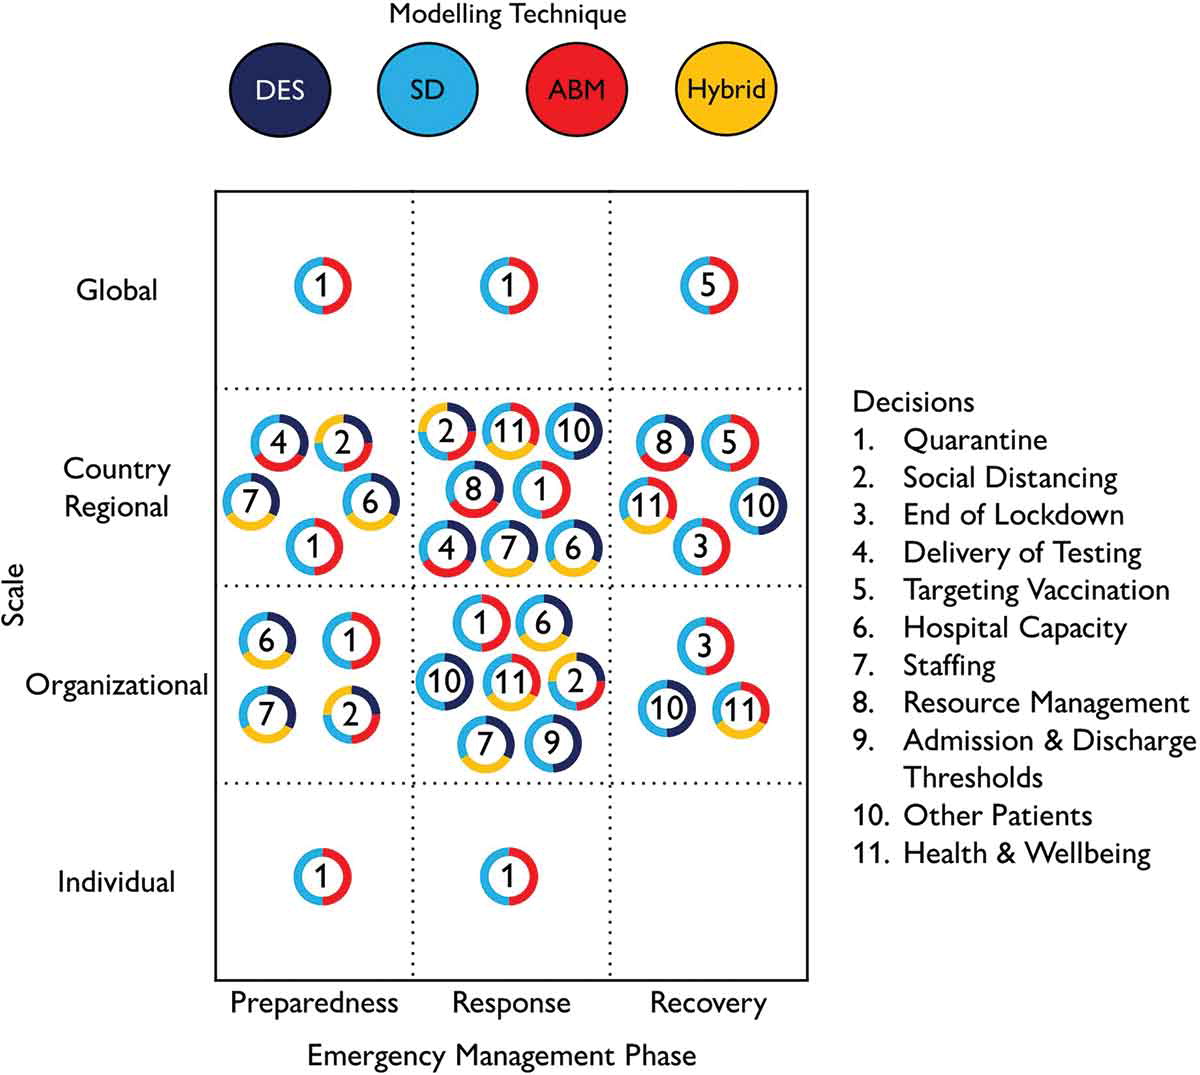 Modelling Technique
DES SD ABM Hybrid
Scale
Global
1 1 5
Country
Regional
4 2
7 6
1
2 11 10
8 1
4 7 6
8 5
11 10
3
Organizational
6 1
7 2
1 6
10 11 2
7 9
3
10 11
Individual
1 1
Preparedness Response Recovery
Emergency Management Phase
Decisions
1. Quarantine
2. Social Distancing
3. End of Lockdown
4. Delivery of Testing
5. Targeting Vaccination
6. Hospital Capacity
7. Staffing
8. Resource Management
9. Admission & Discharge
Thresholds
10. Other Patients
11. Health & Wellbeing